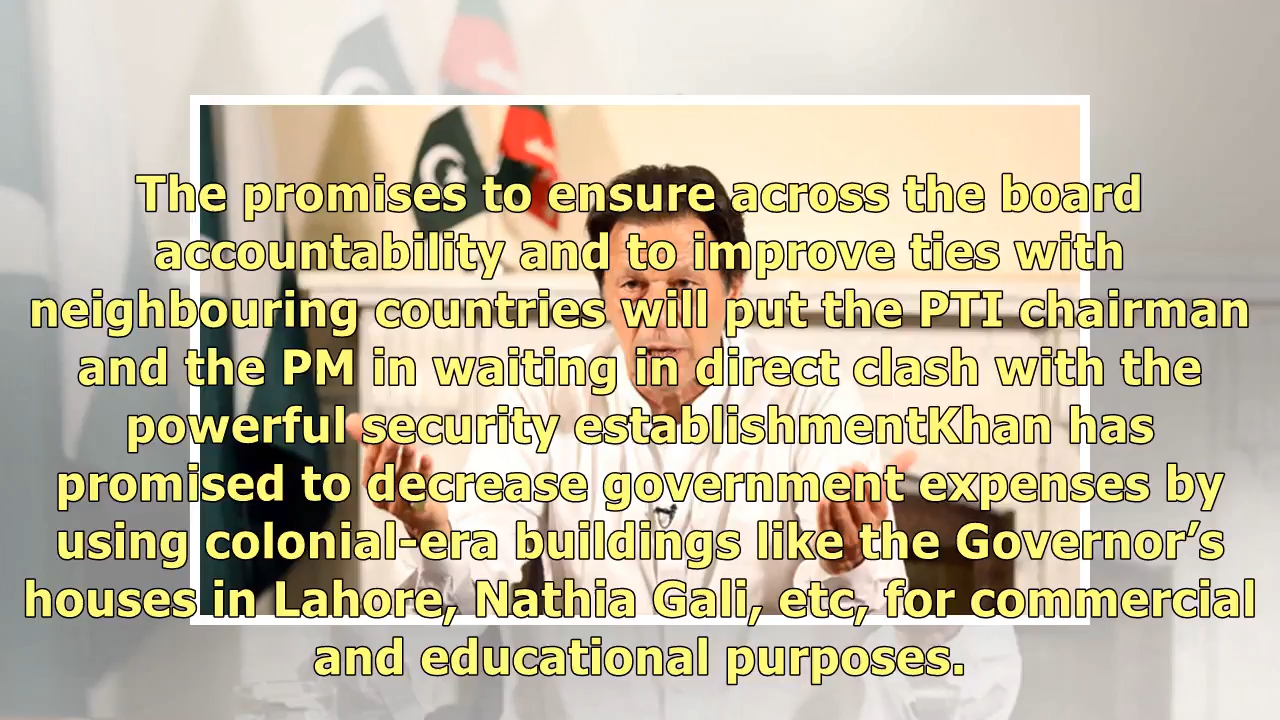 The promises to ensure across the board
accountability and to improve ties with
neighbouring countries will put the PTI chairman
and the PM in waiting in direct clash with the
powerful security establishmentKhan has
promised to decrease government expenses by
using colonial-era buildings like the Governor’s
houses in Lahore, Nathia Gali, etc, for commercial
and educational purposes.